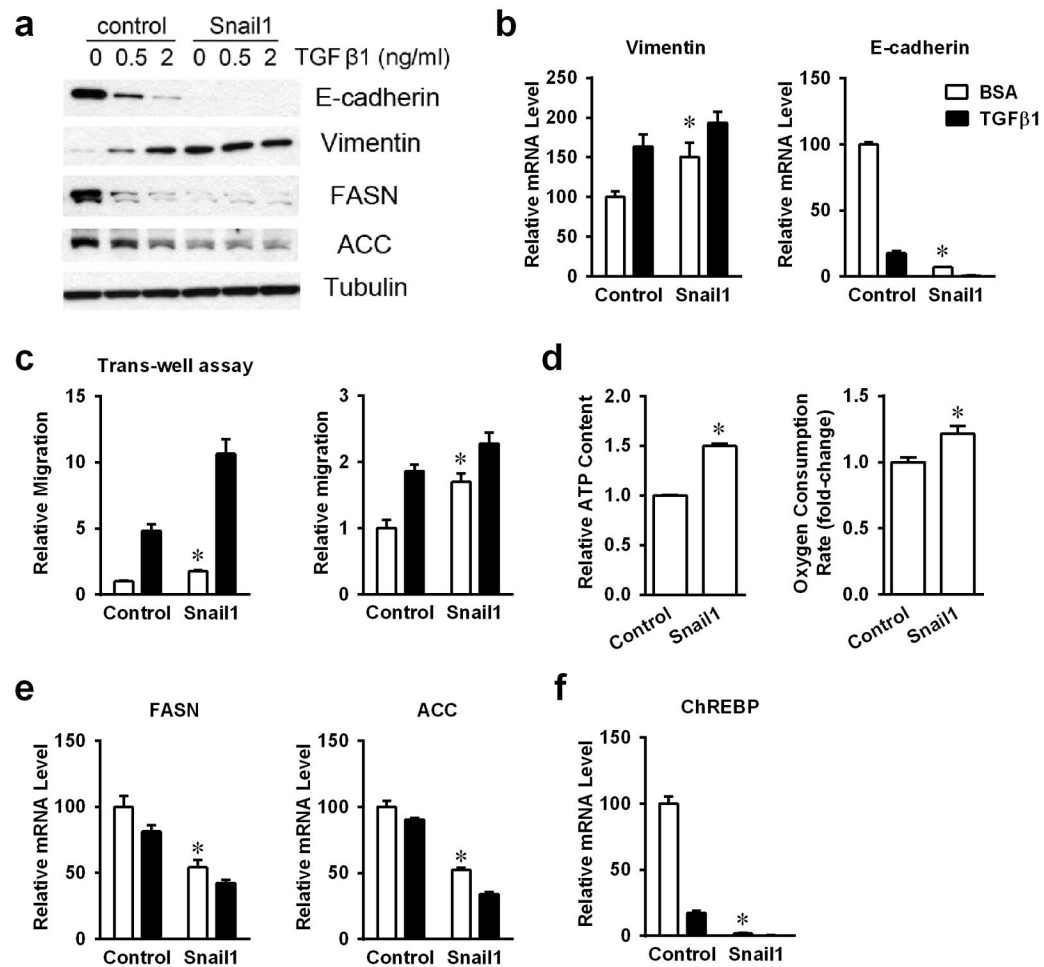 a
control Snail1
0 0.5 2 0 0.5 2 TGFβ1 (ng/ml)
E-cadherin
Vimentin
FASN
ACC
Tubulin
b
Vimentin
Relative mRNA Level
250
200
150
100
50
0
*
Control Snail1
E-cadherin
Relative mRNA Level
150
100
50
0
*
Control Snail1
BSA
TGFβ1
c
Trans-well assay
Relative Migration
15
10
5
0
*
Control Snail1
Relative migration
3
2
1
0
*
Control Snail1
d
Relative ATP Content
2.0
1.5
1.0
0.5
0.0
*
Control Snail1
Oxygen Consumption
Rate (fold-change)
1.5
1.0
0.5
0.0
*
Control Snail1
e
FASN
Relative mRNA Level
150
100
50
0
*
Control Snail1
ACC
Relative mRNA Level
150
100
50
0
*
Control Snail1
f
ChREBP
Relative mRNA Level
150
100
50
0
*
Control Snail1